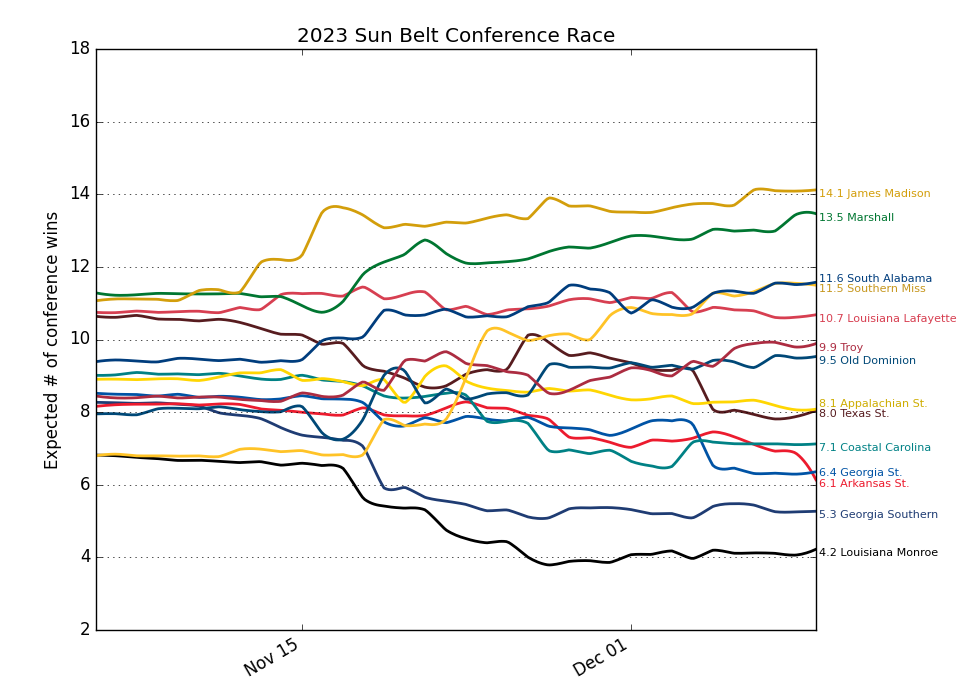 2023 Sun Belt Conference Race
Expected # of conference wins
18
16
14
12
10
8
6
4
2
Nov 15
Dec 01
14.1 James Madison
13.5 Marshall
11.6 South Alabama
11.5 Southern Miss
10.7 Louisiana Lafayette
9.9 Troy
9.5 Old Dominion
8.1 Appalachian St.
8.0 Texas St.
7.1 Coastal Carolina
6.4 Georgia St.
6.1 Arkansas St.
5.3 Georgia Southern
4.2 Louisiana Monroe